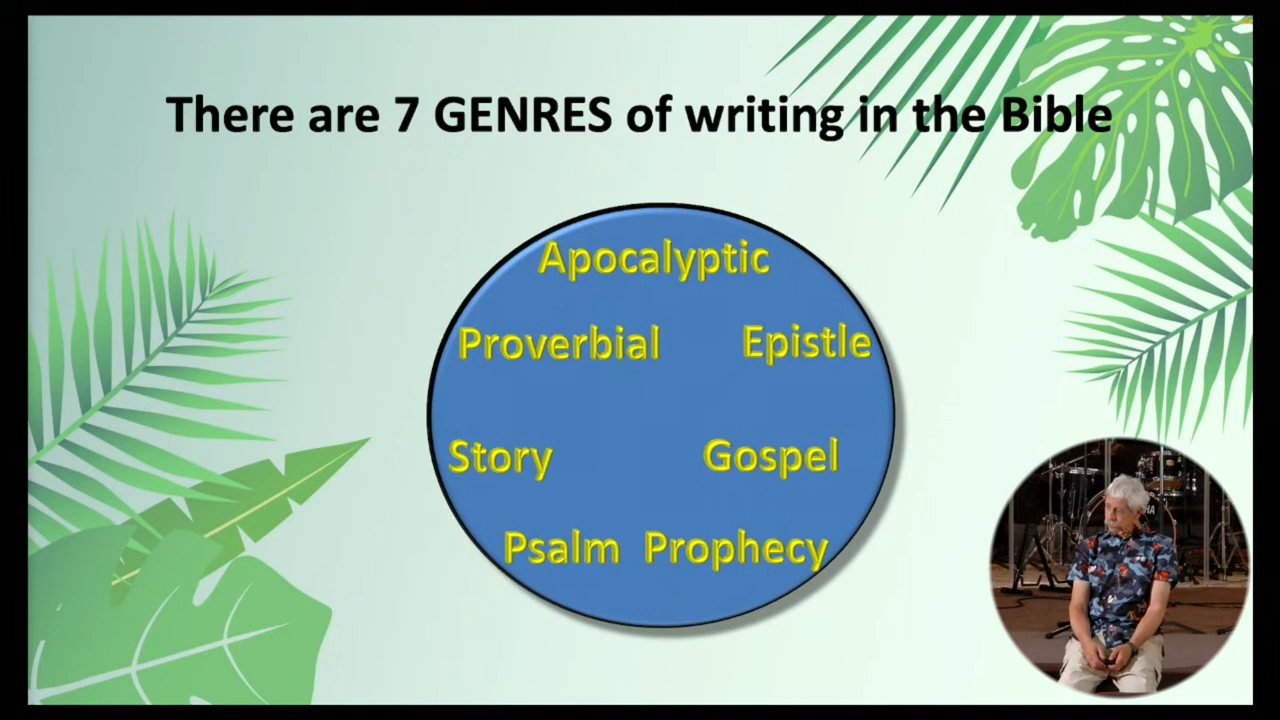 There are 7 GENRES of writing in the Bible
Apocalyptic
Proverbial Epistle
Story Gospel
Psalm Prophecy